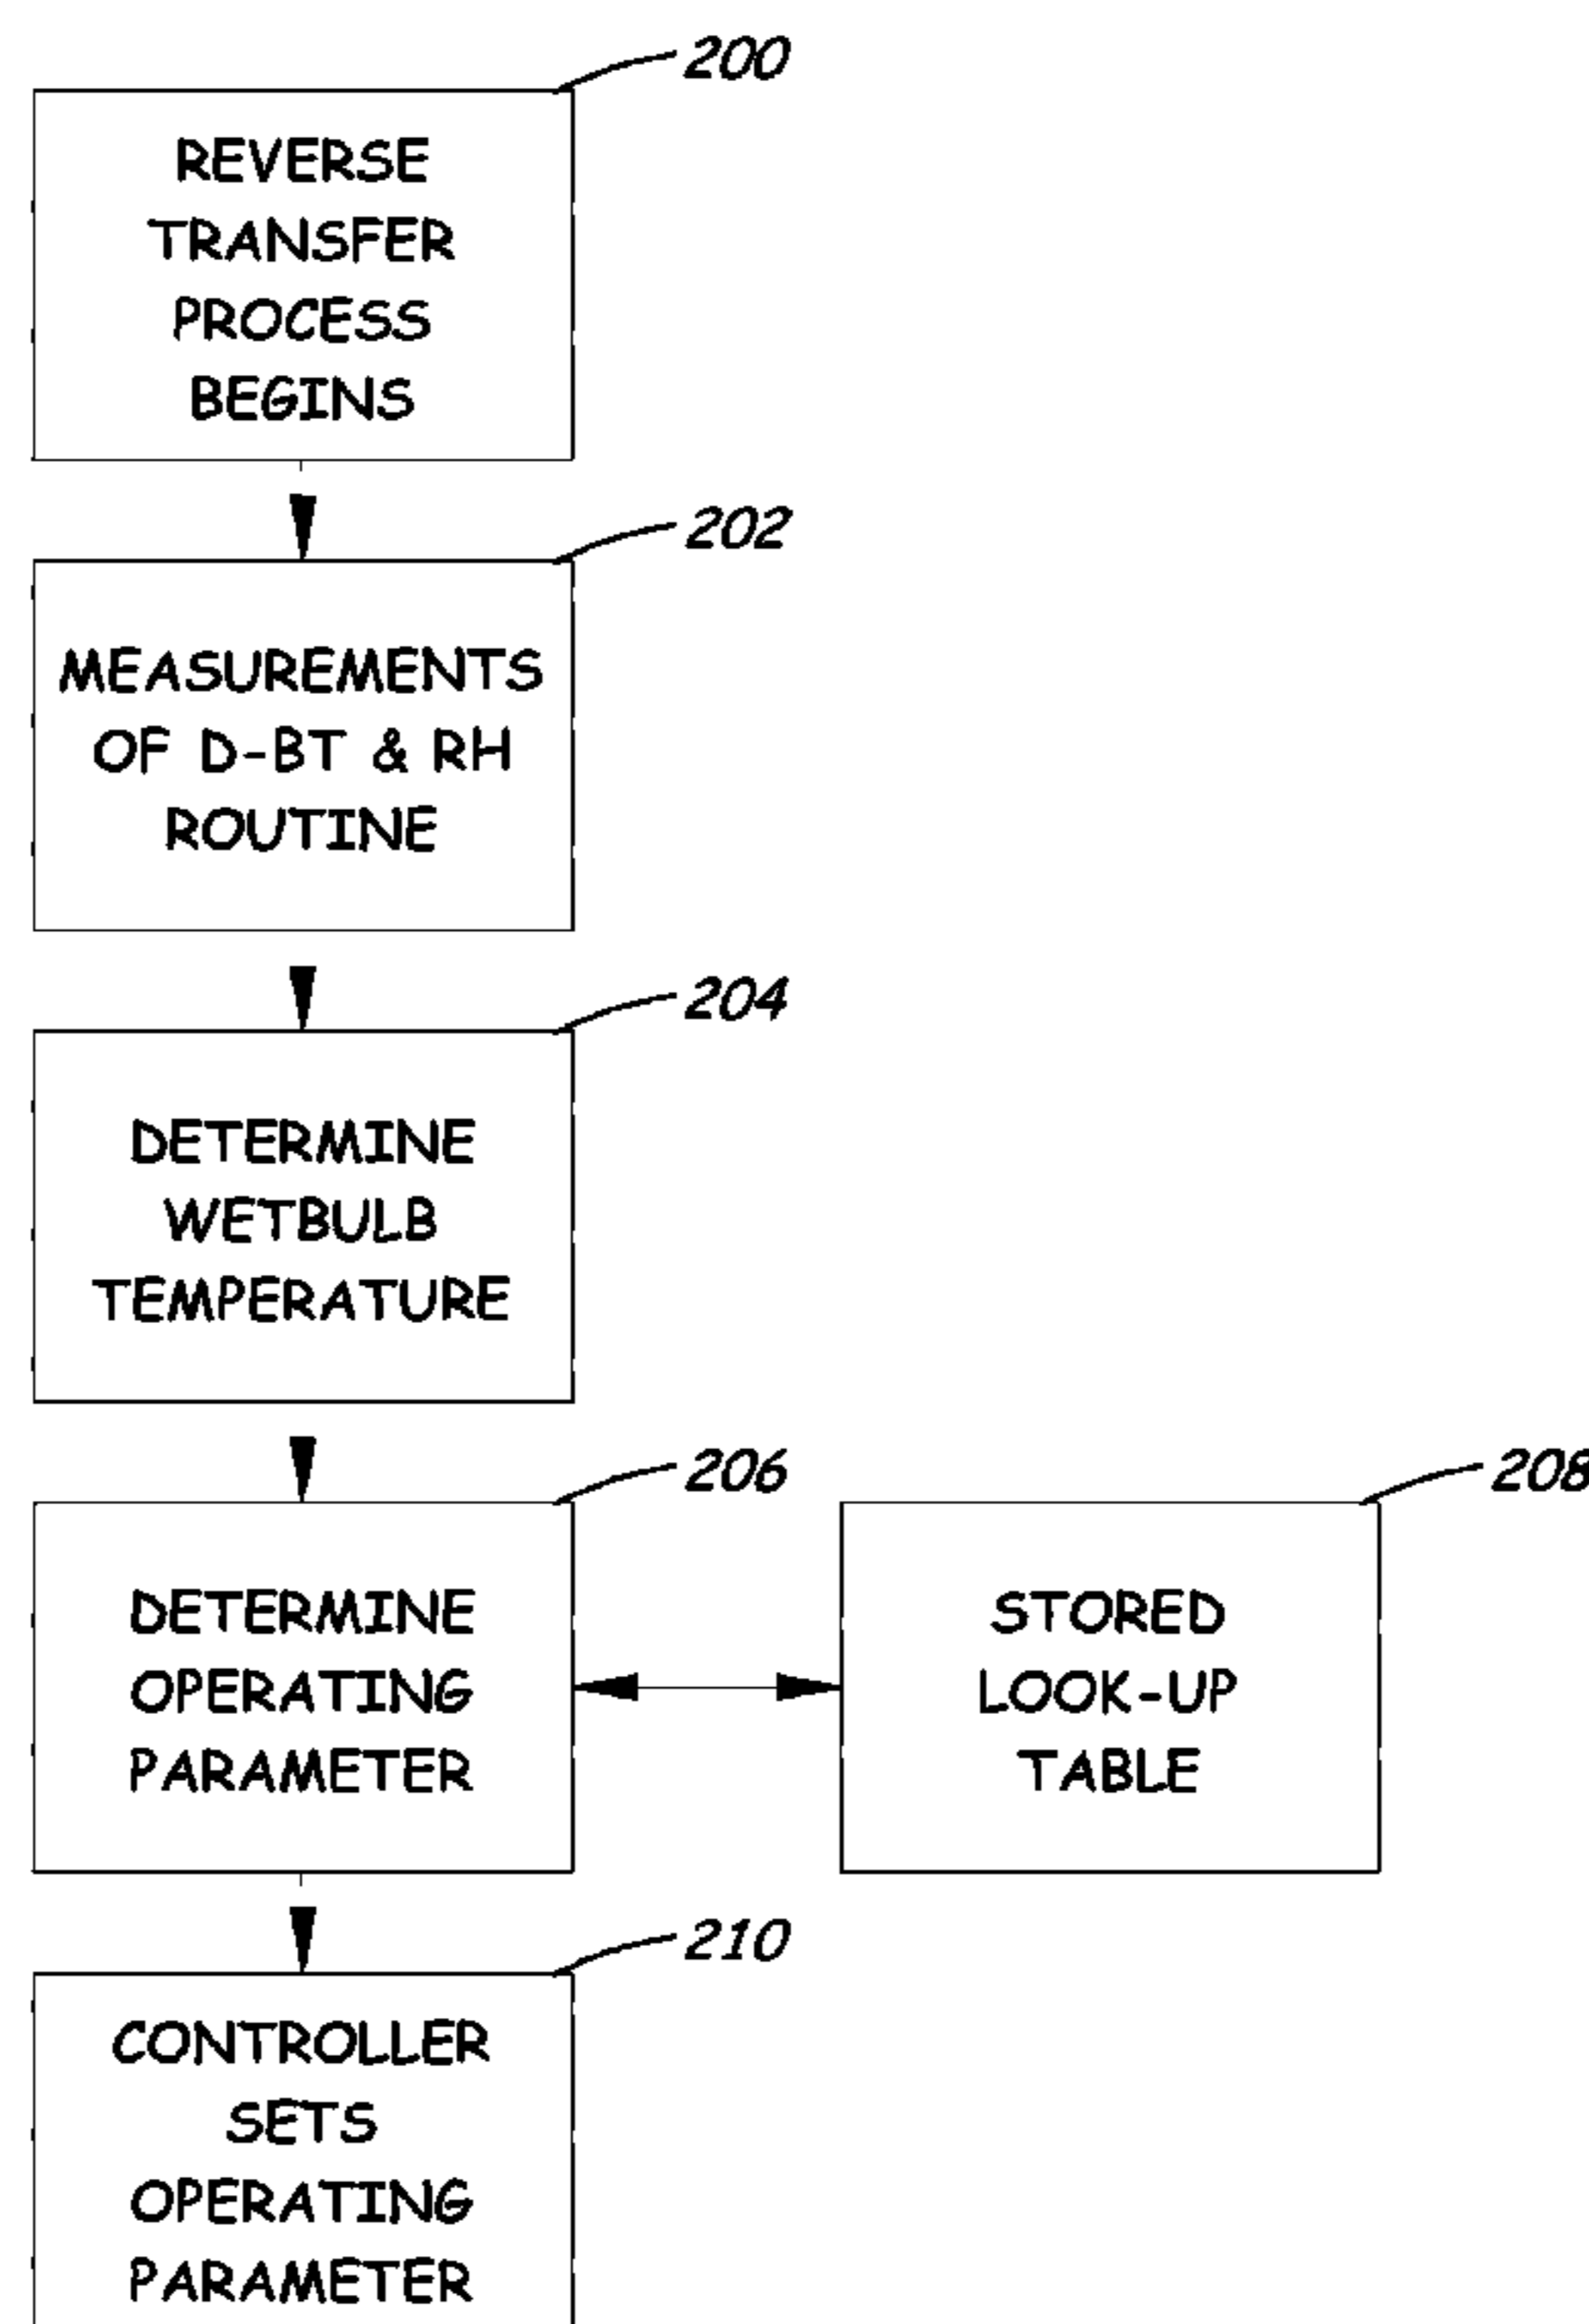 200
REVERSE
TRANSFER
PROCESS
BEGINS
202
MEASUREMENTS
OF D-BT & RH
ROUTINE
204
DETERMINE
WETBULB
TEMPERATURE
206
DETERMINE
OPERATING
PARAMETER
208
STORED
LOOK-UP
TABLE
210
CONTROLLER
SETS
OPERATING
PARAMETER